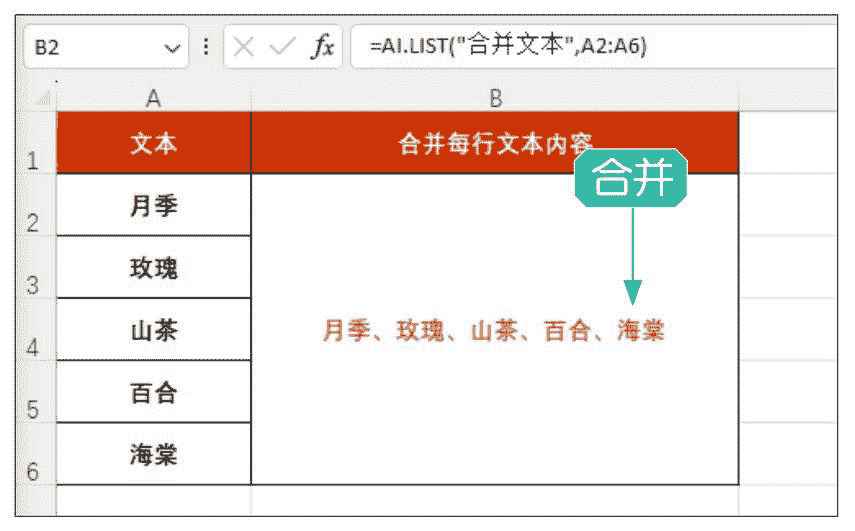 B2 fx =AI.LIST("合并文本",A2:A6)
A B
1 文本 合并每行文本内容
合并
2 月季
3 玫瑰
4 山茶 月季、玫瑰、山茶、百合、海棠
5 百合
6 海棠